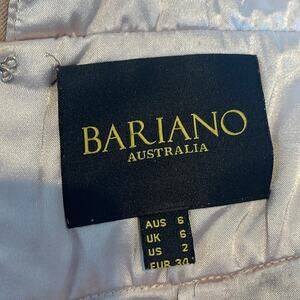 BARIANO
AUSTRALIA
AUS 6
UK 6
US 2
EUR 34